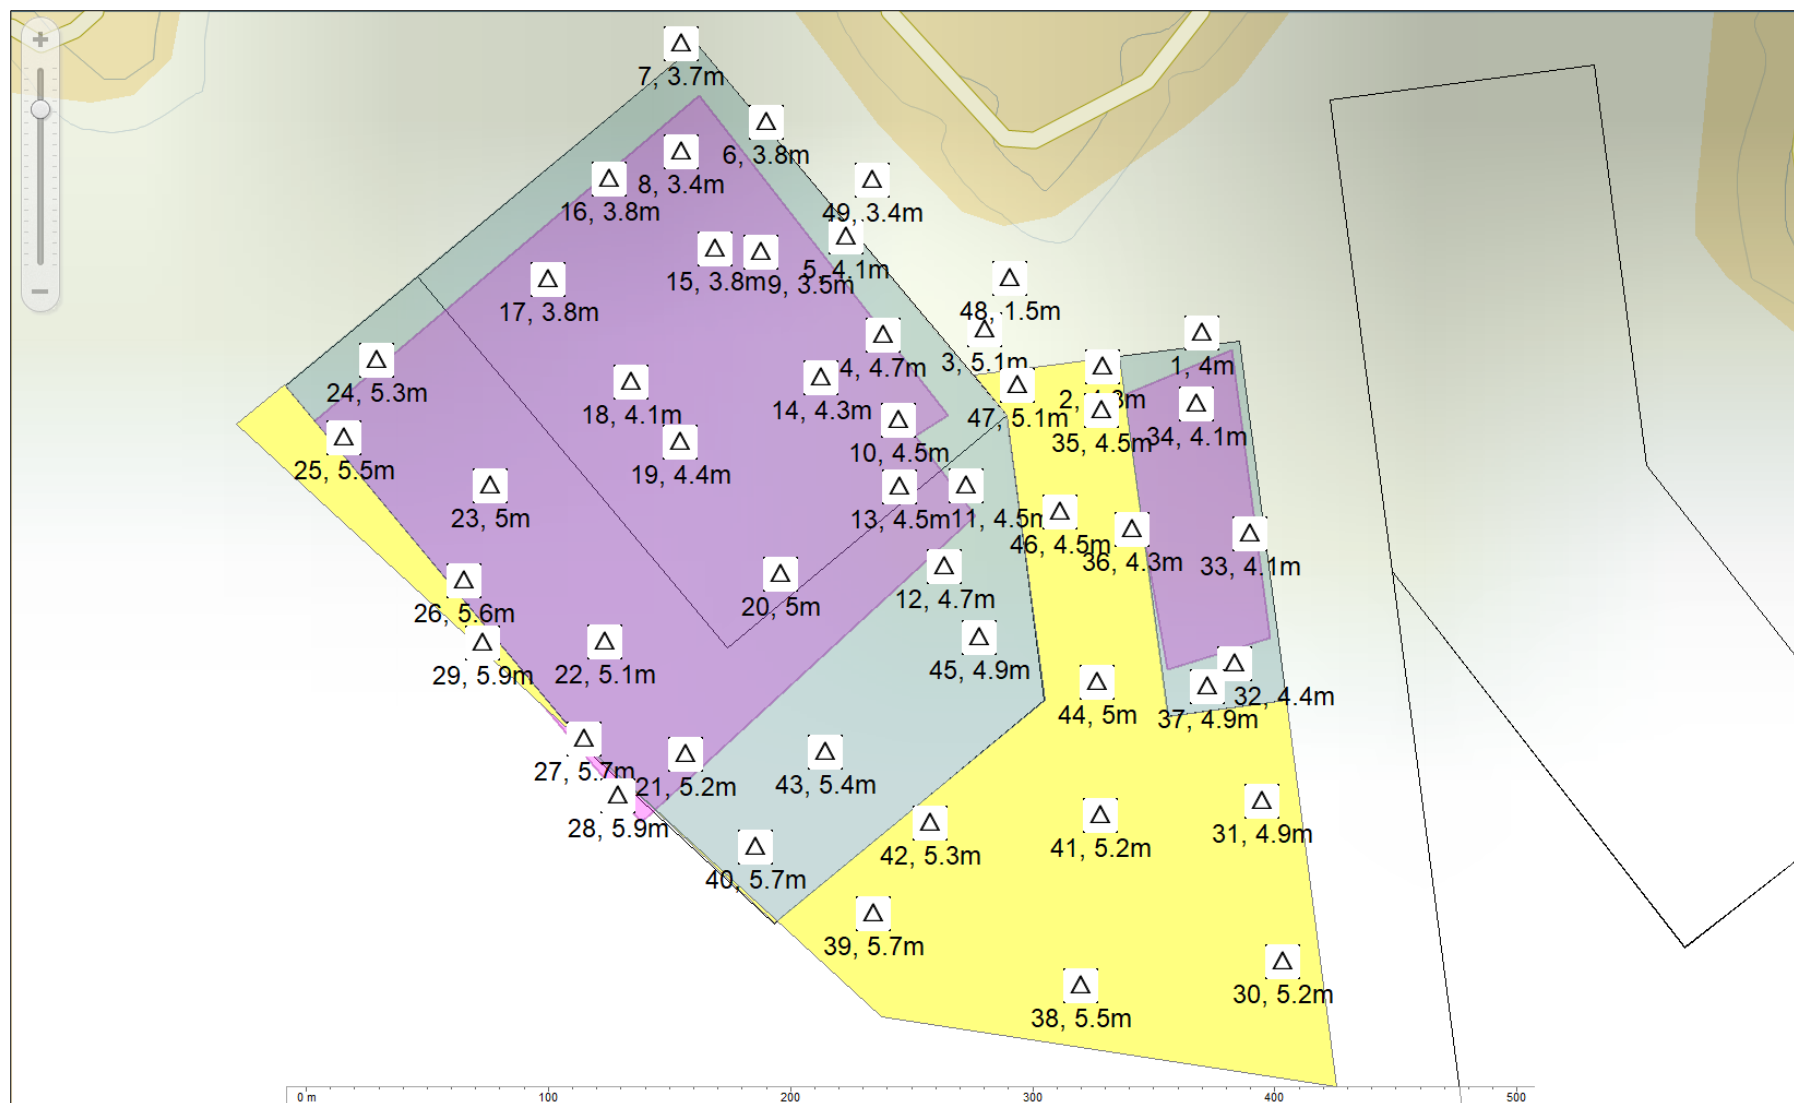 +
7, 3.7m
6, 3.8m
8, 3.4m
16, 3.8m
49, 3.4m
5, 4.1m
15, 3.8m
9, 3.5m
17, 3.8m
48, 1.5m
3, 5.1m
4, 4.7m
1, 4m
24, 5.3m
18, 4.1m
14, 4.3m
47, 5.1m
2,
35, 4.5m
34, 4.1m
10, 4.5m
25, 5.5m
19, 4.4m
23, 5m
13, 4.5m
11, 4.5m
46, 4.5m
36, 4.3m
33, 4.1m
12, 4.7m
20, 5m
26, 5.6m
29, 5.9m
22, 5.1m
45, 4.9m
44, 5m
32, 4.4m
37, 4.9m
27, 5.7m
21, 5.2m
43, 5.4m
28, 5.9m
42, 5.3m
41, 5.2m
31, 4.9m
40, 5.7m
39, 5.7m
38, 5.5m
30, 5.2m
0 m 100 200 300 400 500